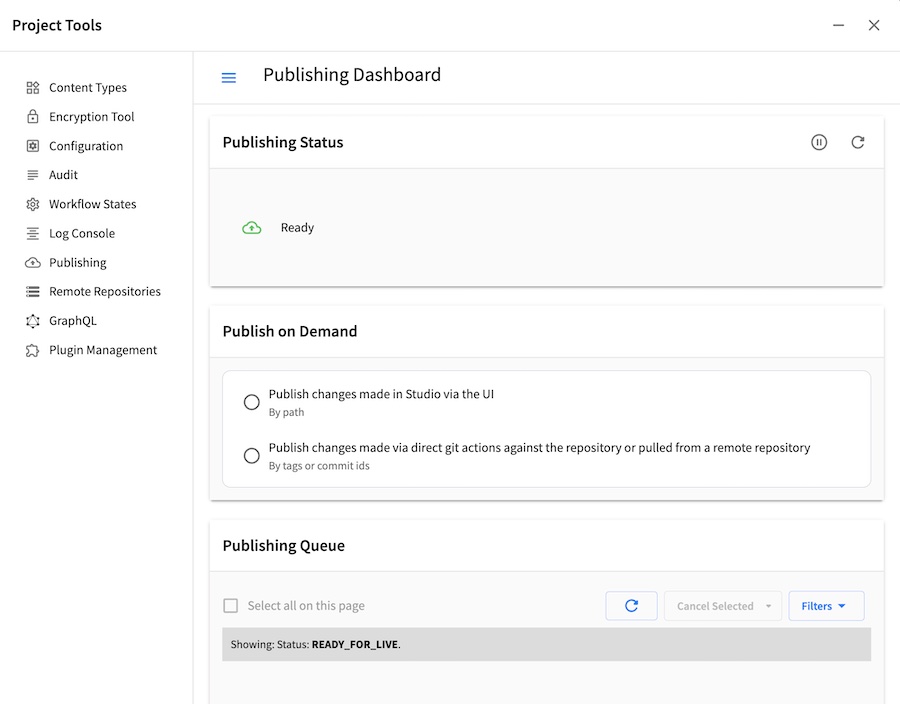 Project Tools
Content Types
Encryption Tool
Configuration
Audit
Workflow States
Log Console
Publishing
Remote Repositories
GraphQL
Plugin Management
Publishing Dashboard
Publishing Status
Ready
Publish on Demand
Publish changes made in Studio via the UI
By path
Publish changes made via direct git actions against the repository or pulled from a remote repository
By tags or commit ids
Publishing Queue
Select all on this page
Cancel Selected
Filters
Showing: Status: READY_FOR_LIVE.